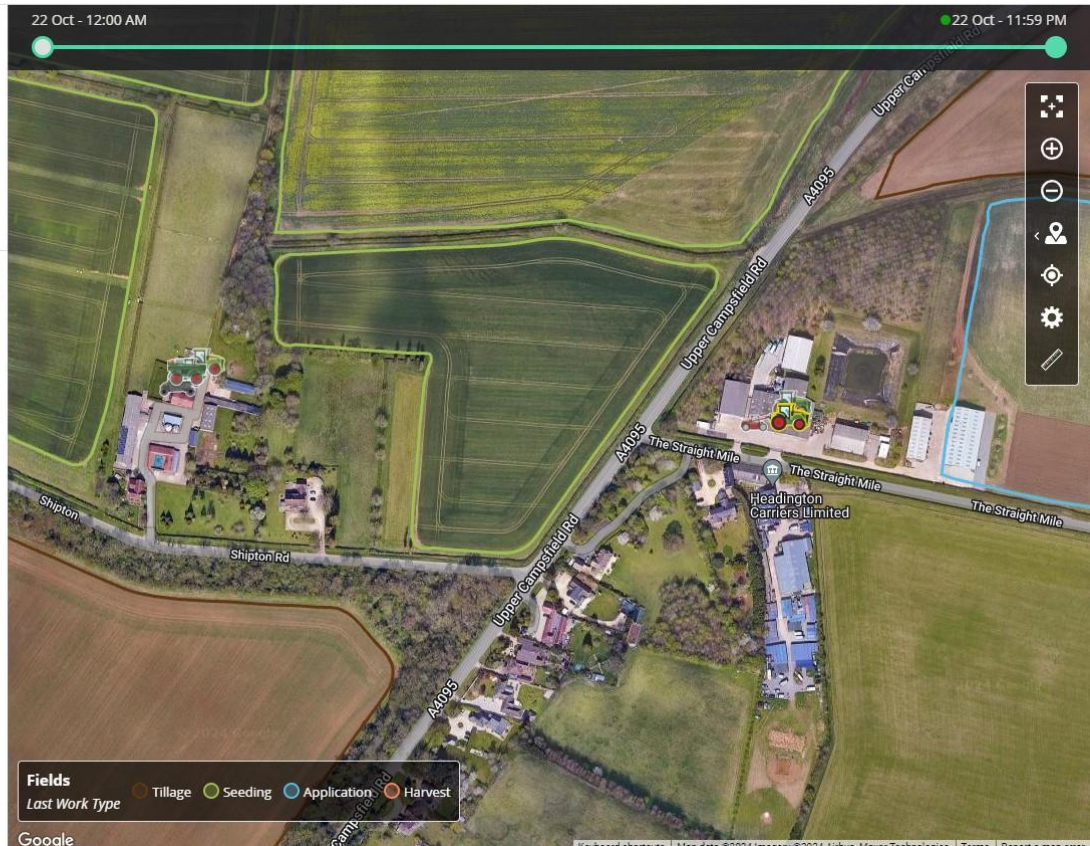 22 Oct - 12:00 AM
22 Oct - 11:59 PM
Upper Campsfield Rd
A4095
Upper Campsfield Rd
A4095
The Straight Mile
The Straight Mile
The Straight Mile
Headington
Carriers Limited
Shipton
Shipton Rd
Upper Campsfield Rd
A4095
Campsfield Rd
Fields
Last Work Type
Tillage
Seeding
Application
Harvest
Google